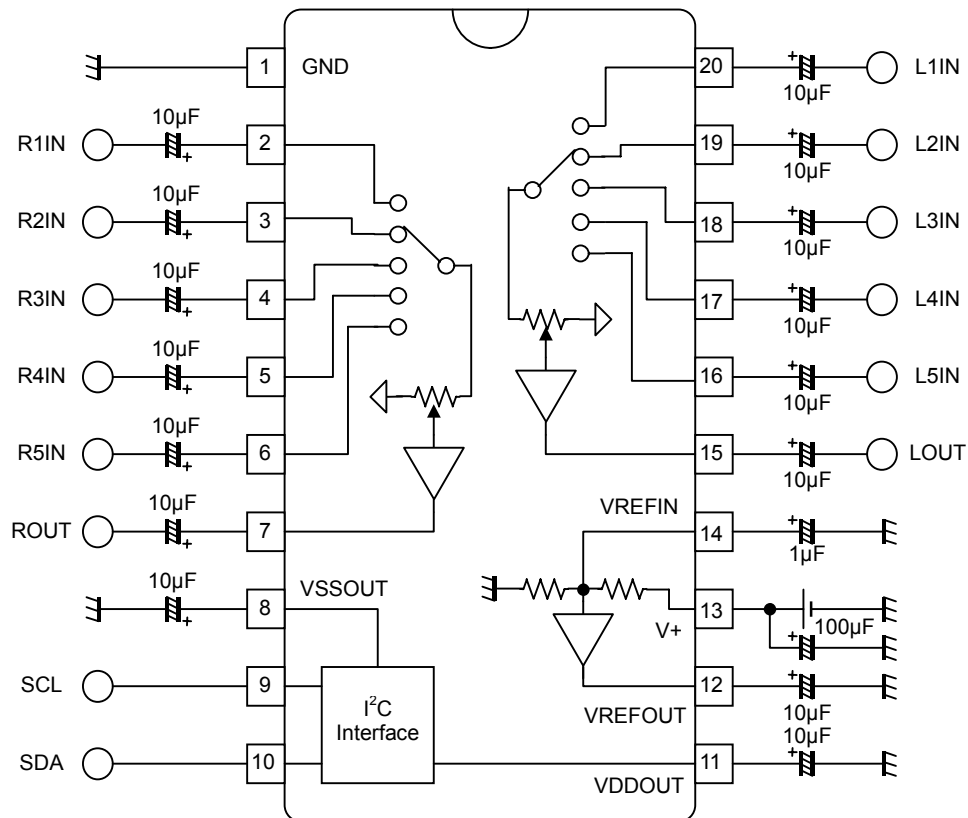 1 GND
20 + 10µF L1IN
R1IN 10µF + 2
19 + 10µF L2IN
R2IN 10µF + 3
18 + 10µF L3IN
R3IN 10µF + 4
17 + 10µF L4IN
R4IN 10µF + 5
16 + 10µF L5IN
R5IN 10µF + 6
15 + 10µF LOUT
ROUT 10µF + 7
VREFIN 14 + 1µF
10µF + 8 VSSOUT
V+ 13 100µF +
SCL 9
12 + 10µF
VREFOUT
I²C
Interface
SDA 10
11 + 10µF
VDDOUT